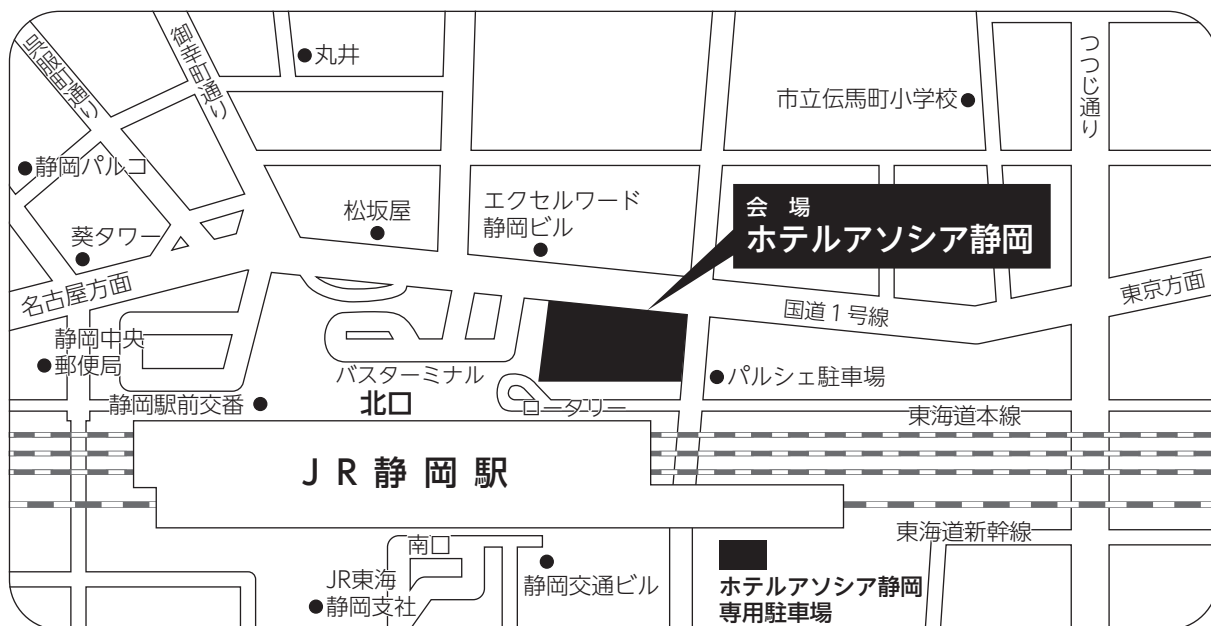 呉服町通り
御幸町通り
丸井
市立伝馬町小学校
つつじ通り
静岡パルコ
松坂屋
エクセルワード
静岡ビル
会 場
ホテルアソシア静岡
葵タワー
名古屋方面
国道1号線
東京方面
静岡中央
郵便局
バスターミナル
パルシェ駐車場
静岡駅前交番
北口
ロータリー
東海道本線
JR静岡駅
東海道新幹線
南口
JR東海
静岡支社
静岡交通ビル
ホテルアソシア静岡
専用駐車場